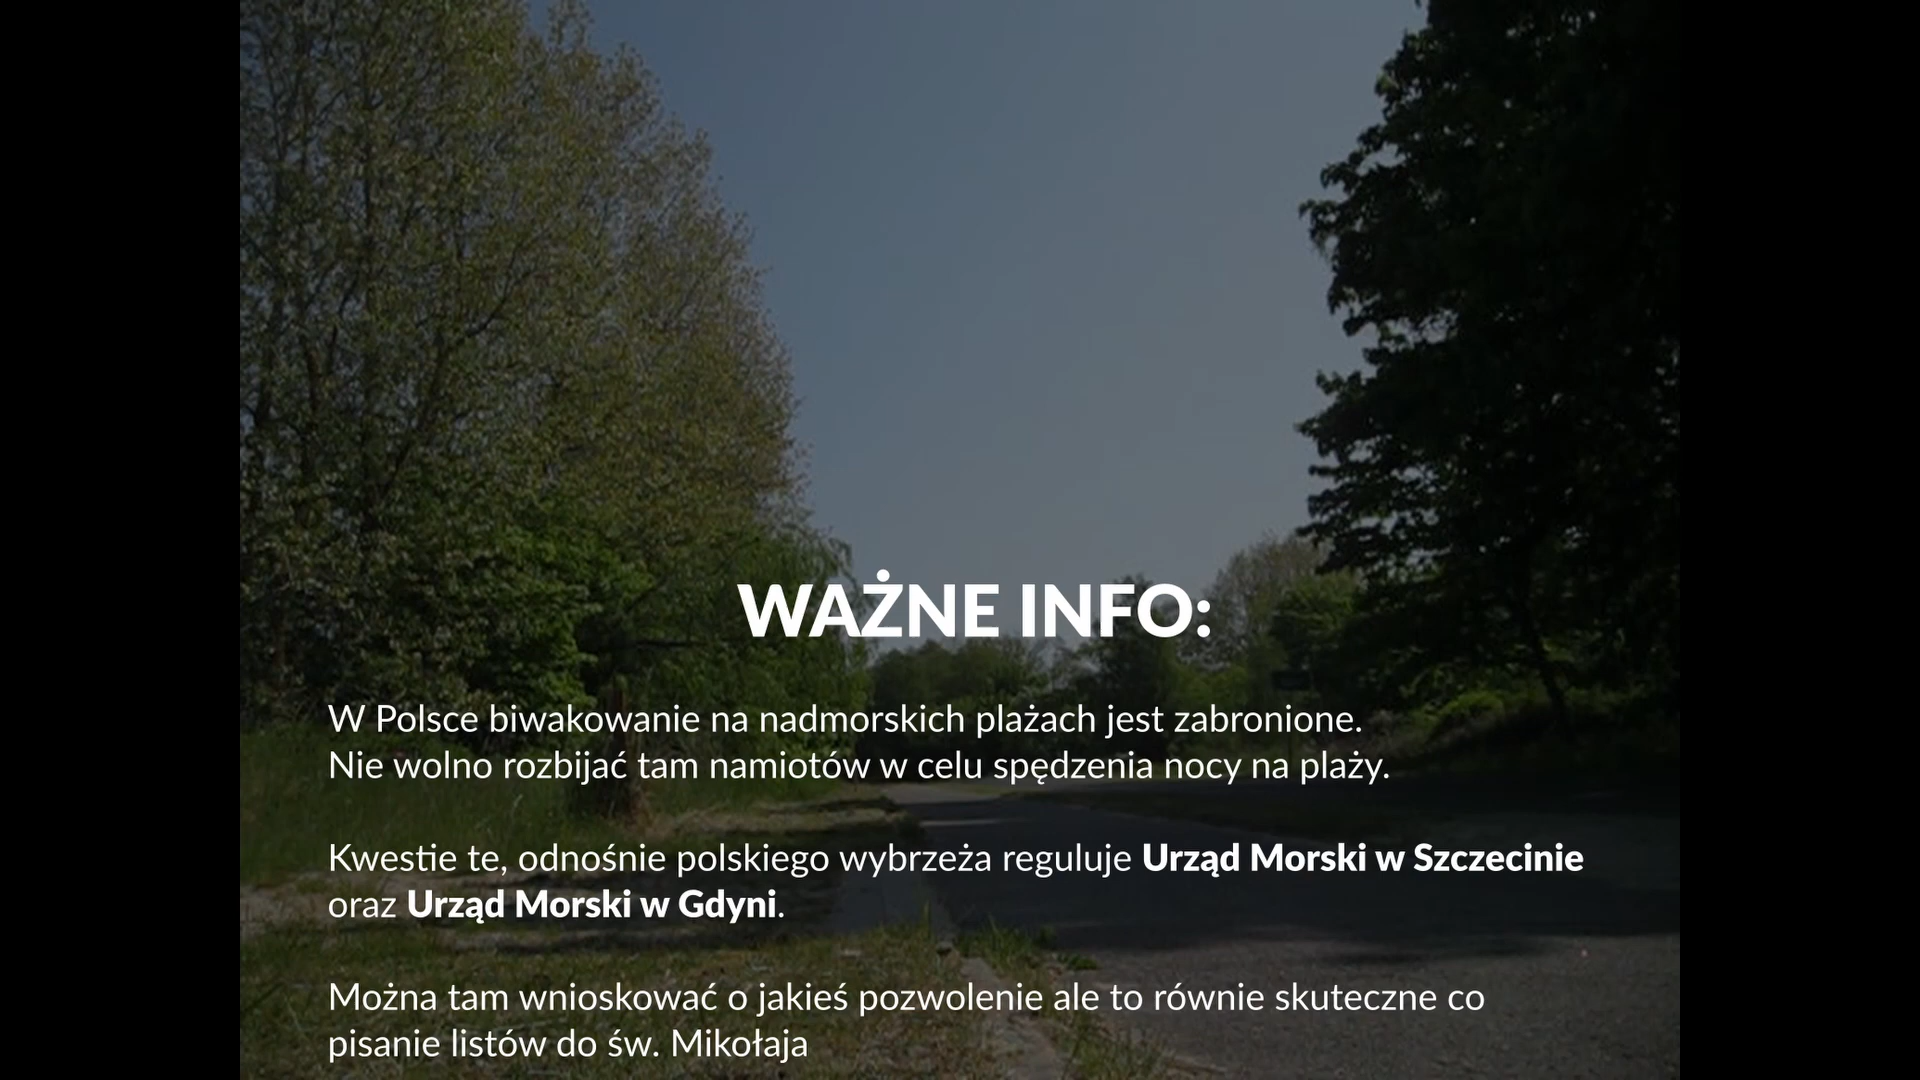 WAŻNE INFO:
W Polsce biwakowanie na nadmorskich plażach jest zabronione.
Nie wolno rozbijać tam namiotów w celu spędzenia nocy na plaży.
Kwestie te, odnośnie polskiego wybrzeża reguluje Urząd Morski w Szczecinie
oraz Urząd Morski w Gdyni.
Można tam wnioskować o jakieś pozwolenie ale to równie skuteczne co
pisanie listów do św. Mikołaja